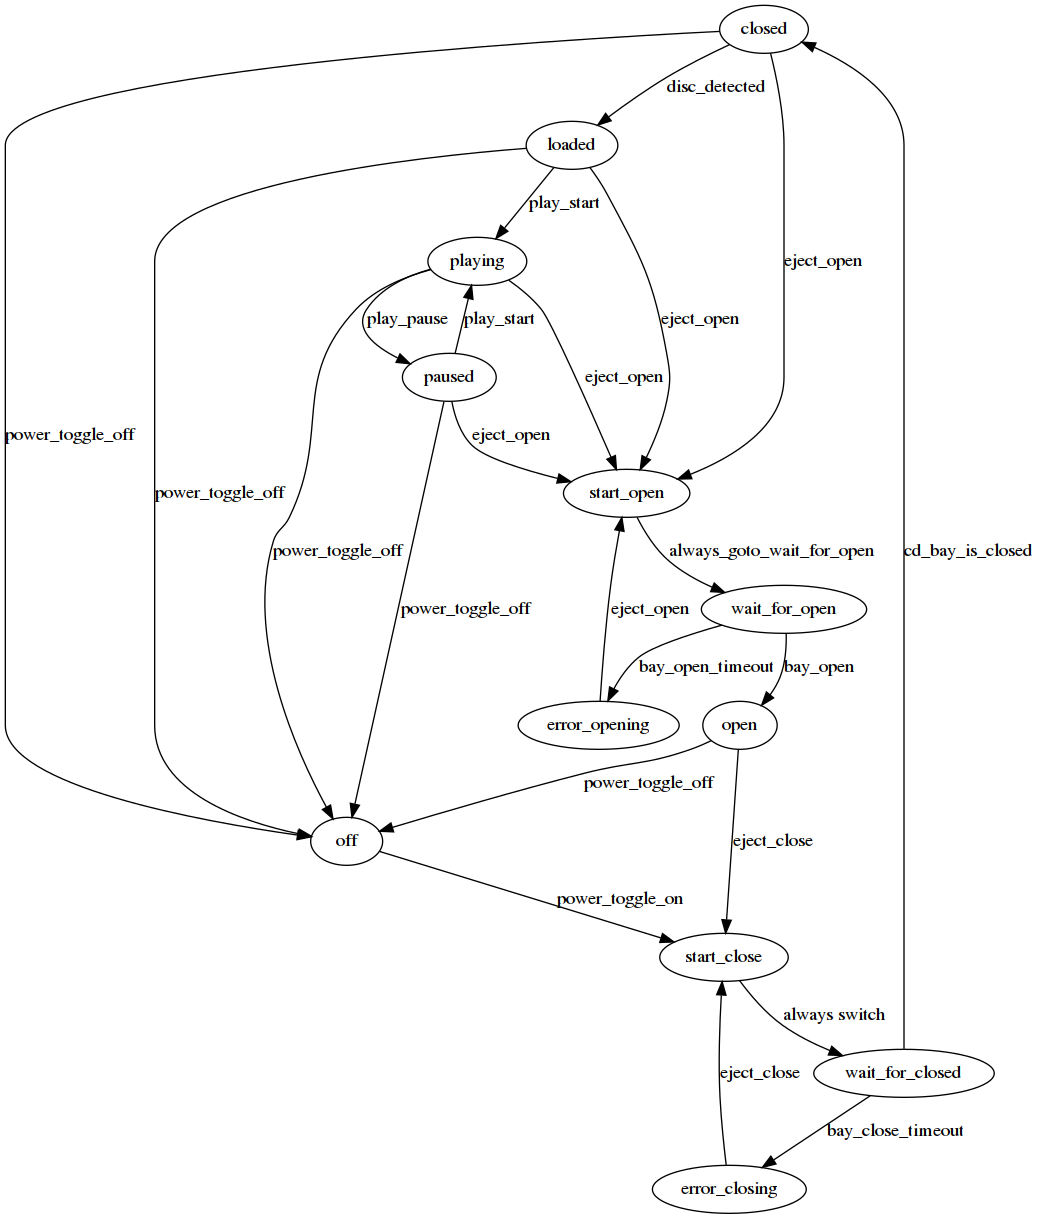 closed
disc_detected
loaded
play_start
playing
eject_open
play_pause
play_start
eject_open
paused
eject_open
power_toggle_off
eject_open
power_toggle_off
start_open
power_toggle_off
always_goto_wait_for_open
cd_bay_is_closed
power_toggle_off
eject_open
wait_for_open
bay_open_timeout
bay_open
error_opening
open
power_toggle_off
off
eject_close
power_toggle_on
start_close
always switch
eject_close
wait_for_closed
bay_close_timeout
error_closing